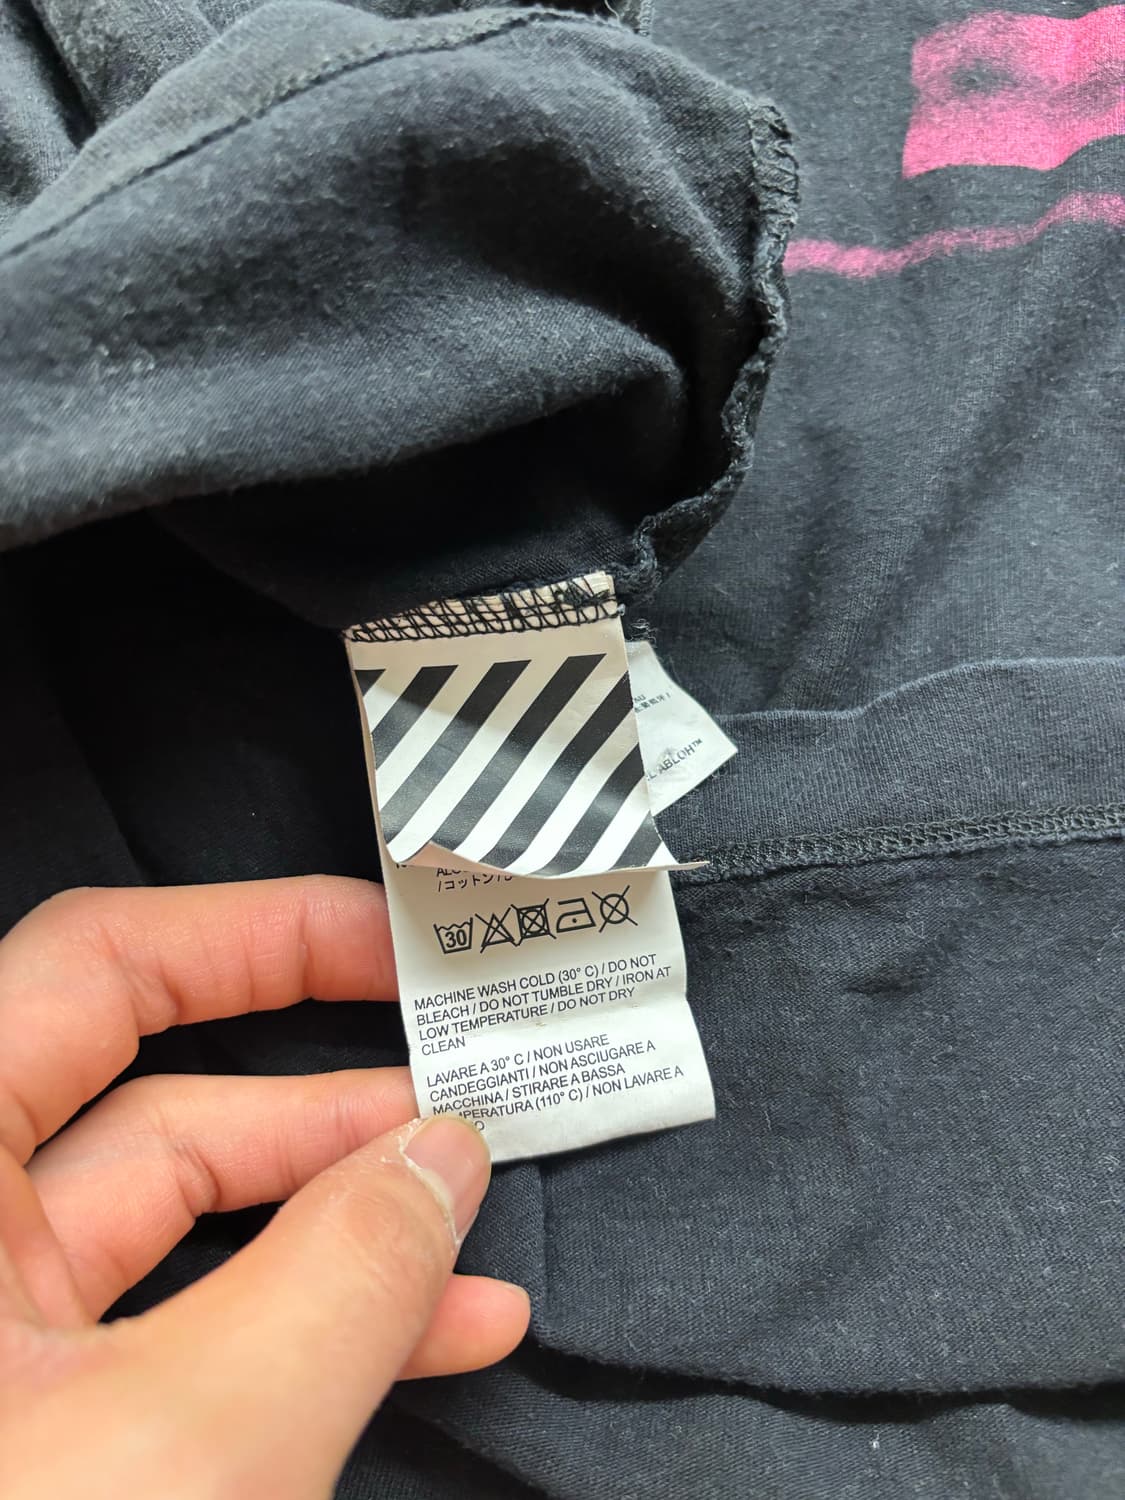 ABLOH™
/コットン/
30
MACHINE WASH COLD (30° C) / DO NOT
BLEACH / DO NOT TUMBLE DRY / IRON AT
LOW TEMPERATURE / DO NOT DRY
CLEAN
LAVARE A 30° C / NON USARE
CANDEGGIANTI / NON ASCIUGARE A
MACCHINA / STIRARE A BASSA
(110° C) / NON LAVARE A